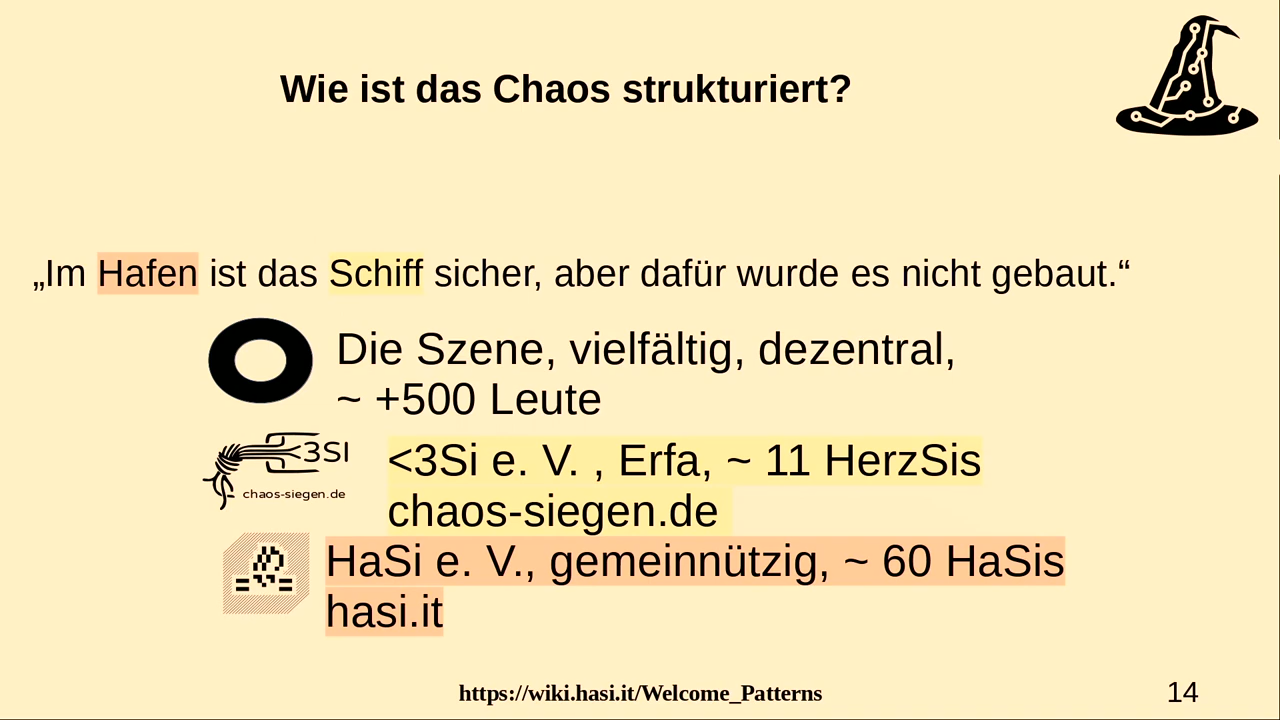 Wie ist das Chaos strukturiert?
„Im Hafen ist das Schiff sicher, aber dafür wurde es nicht gebaut.“
Die Szene, vielfältig, dezentral,
~ +500 Leute
3SI
chaos-siegen.de
<3Si e. V. , Erfa, ~ 11 HerzSis
chaos-siegen.de
HaSi e. V., gemeinnützig, ~ 60 HaSis
hasi.it
https://wiki.hasi.it/Welcome_Patterns
14